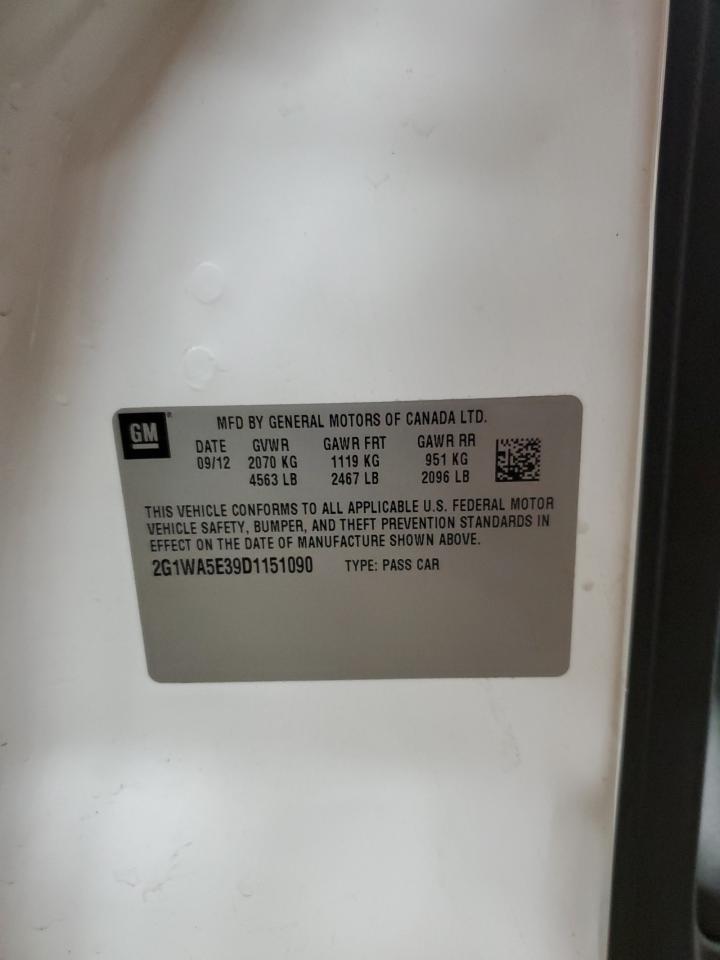 GM®
MFD BY GENERAL MOTORS OF CANADA LTD.
DATE GVWR GAWR FRT GAWR RR
09/12 2070 KG 1119 KG 951 KG
4563 LB 2467 LB 2096 LB
THIS VEHICLE CONFORMS TO ALL APPLICABLE U.S. FEDERAL MOTOR
VEHICLE SAFETY, BUMPER, AND THEFT PREVENTION STANDARDS IN
EFFECT ON THE DATE OF MANUFACTURE SHOWN ABOVE.
2G1WA5E39D1151090 TYPE: PASS CAR